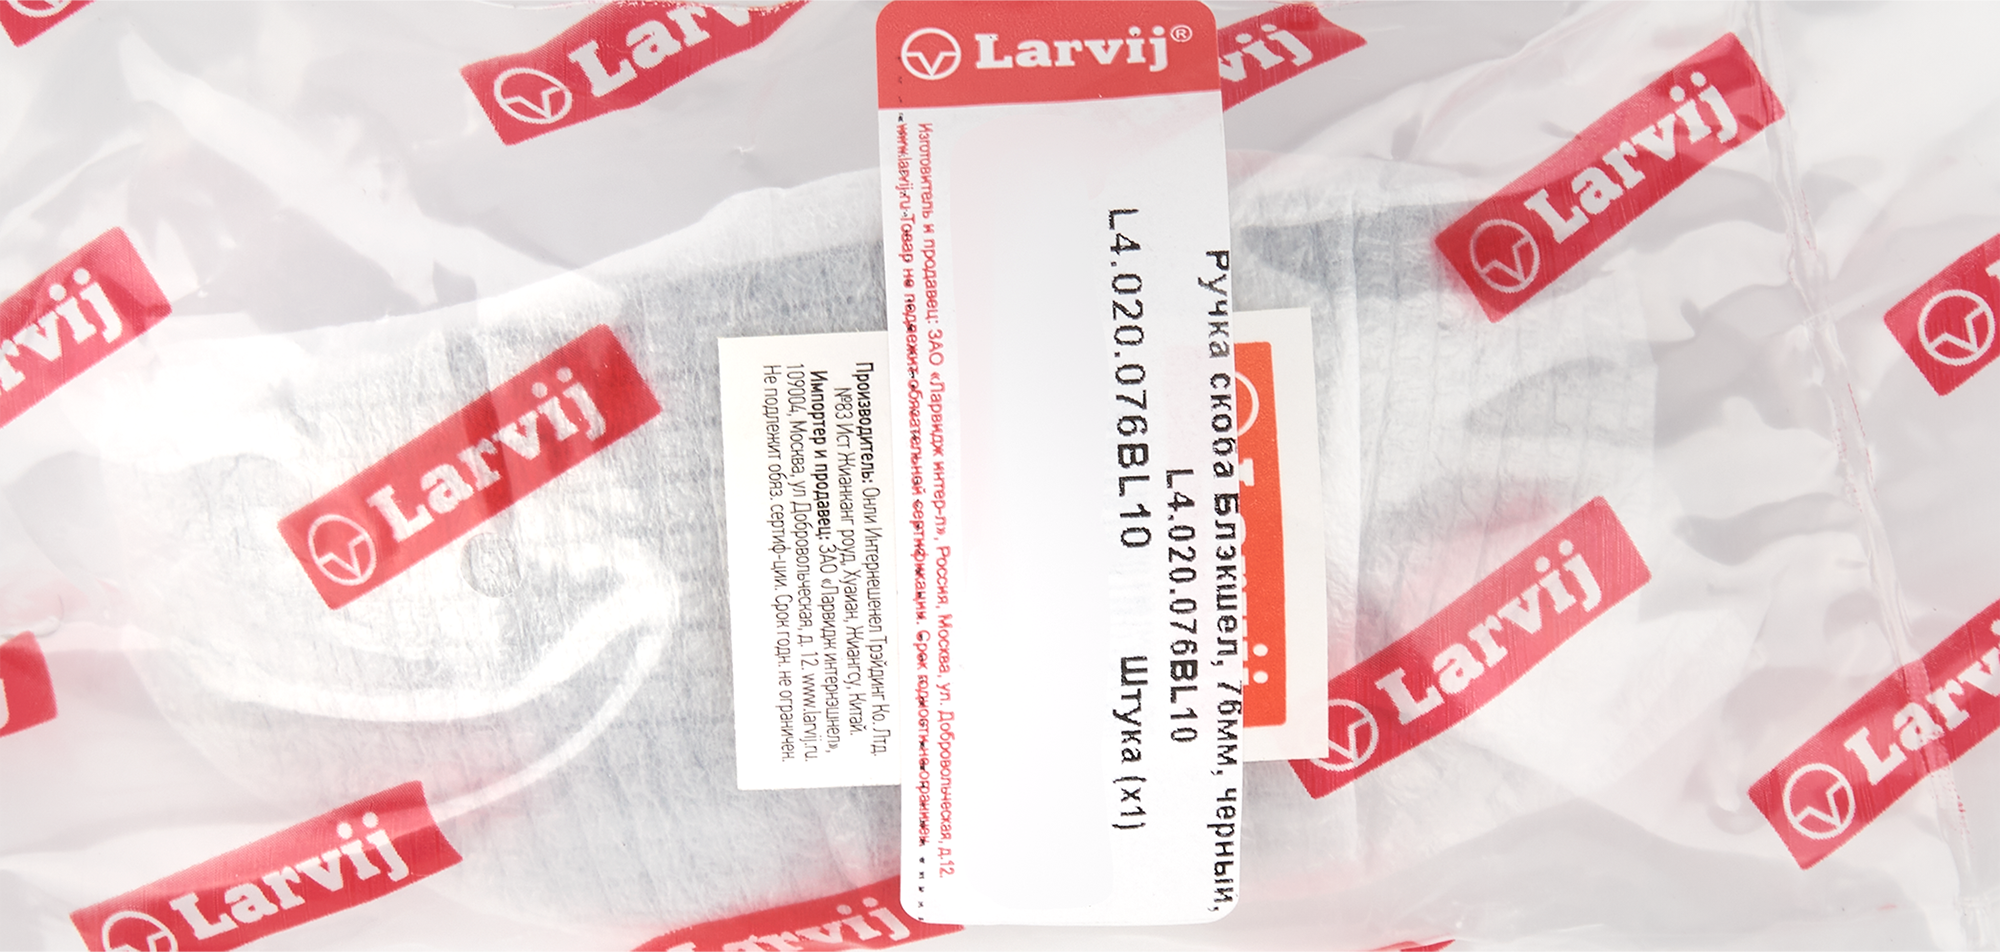 Larvij®
Ручка скоба Блэкшел, 76мм, черный,
L4.020.076BL10
L4.020.076BL10 Штука (x1)
Изготовитель и продавец: ЗАО «Ларвидж интер-л», Россия, Москва, ул. Добровольческая, д.12.
www.larvij.ru Товар не подлежит обязательной сертификации. Срок годности не ограничен.
Производитель: Онли Интернешенел Трэйдинг Ко. Лтд.
№83 Ист Жианканг роуд, Хуаиан, Жиангсу, Китай.
Импортер и продавец: ЗАО «Ларвидж интернэшнел»,
109004, Москва, ул Добровольческая, д. 12. www.larvij.ru.
Не подлежит обяз. сертиф-ции. Срок годн. не ограничен.
Larvij
Larvij
Larvij
Larvij